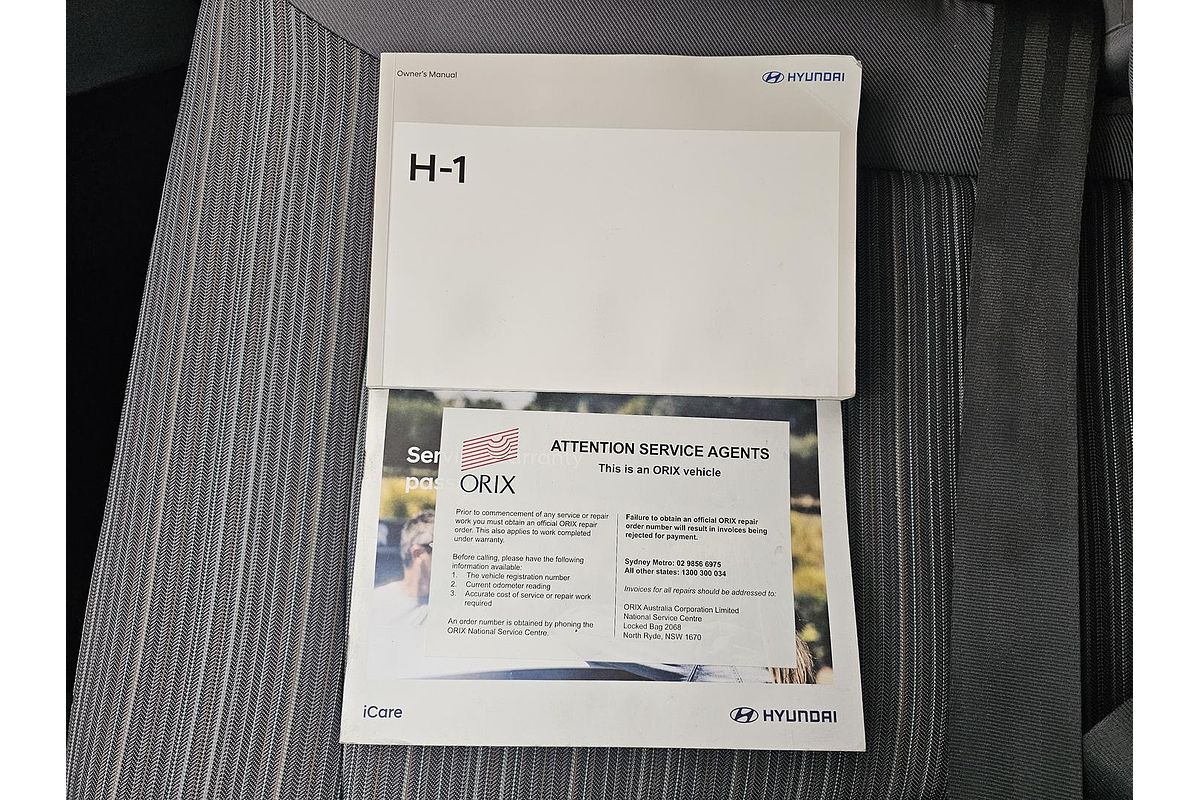 Owner's Manual
HYUNDAI
H-1
Service warranty
pass
ORIX
ATTENTION SERVICE AGENTS
This is an ORIX vehicle
Prior to commencement of any service or repair
work you must obtain an official ORIX repair
order. This also applies to work completed
under warranty.
Before calling, please have the following
information available:
1. The vehicle registration number
2. Current odometer reading
3. Accurate cost of service or repair work
required
An order number is obtained by phoning the
ORIX National Service Centre.
Failure to obtain an official ORIX repair
order number will result in invoices being
rejected for payment.
Sydney Metro: 02 9856 6975
All other states: 1300 300 034
Invoices for all repairs should be addressed to:
ORIX Australia Corporation Limited
National Service Centre
Locked Bag 2068
North Ryde, NSW 1670
iCare
HYUNDAI